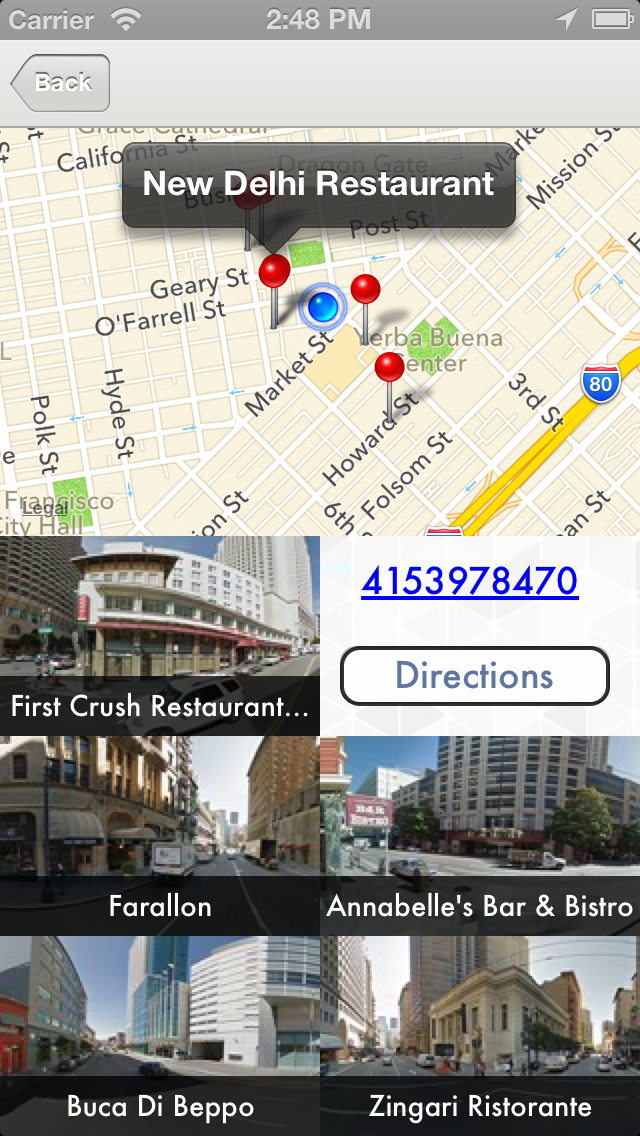 Carrier
2:48 PM
Back
Grace Cathedral
California St
Dragon Gate
Market
Mission St
New Delhi Restaurant
Post St
Geary St
O'Farrell St
Yerba Buena
Center
Market St
80
Hyde St
Polk St
3rd St
Howard St
Folsom St
6th
Francisco
City Hall
Legal
First Crush Restaurant...
4153978470
Directions
Farallon
BAR
BISTRO
Annabelle's Bar & Bistro
Buca Di Beppo
Zingari Ristorante